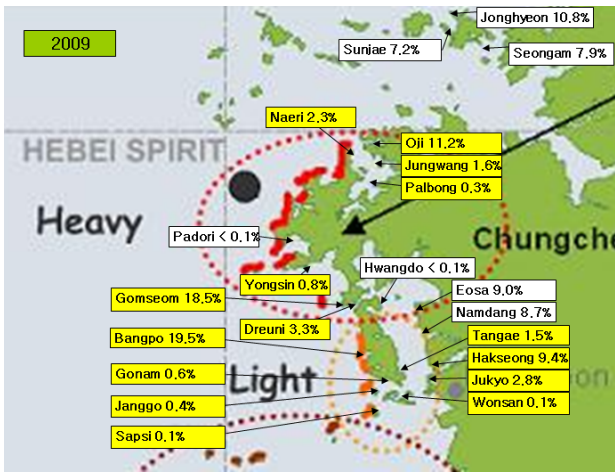 Jonghyeon 10.8%
2009
Sunjae 7.2%
Seongam 7.9%
Naeri 2.3%
Oji 11.2%
HEBEI SPIRIT
Jungwang 1.6%
Palbong 0.3%
Heavy
Padori < 0.1%
Chungche
Hwangdo < 0.1%
Yongsin 0.8%
Eosa 9.0%
Gomseom 18.5%
Namdang 8.7%
Dreuni 3.3%
Bangpo 19.5%
Tangae 1.5%
Hakseong 9.4%
Gonam 0.6%
Light
Jukyo 2.8%
on
Janggo 0.4%
Wonsan 0.1%
Sapsi 0.1%